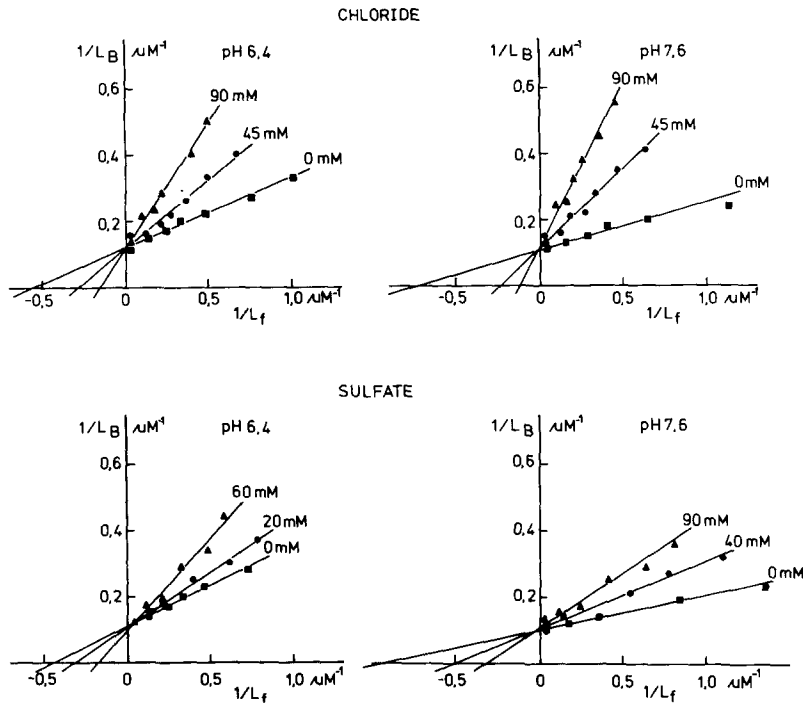 CHLORIDE
1/L_B μM⁻¹ pH 6,4
90 mM
45 mM
0 mM
0,6
0,4
0,2
-0,5 0 0,5 1,0 μM⁻¹
1/L_f
1/L_B μM⁻¹ pH 7,6
90 mM
45 mM
0 mM
0,6
0,4
0,2
-0,5 0 0,5 1,0 μM⁻¹
1/L_f
SULFATE
1/L_B μM⁻¹ pH 6,4
60 mM
20 mM
0 mM
0,6
0,4
0,2
-0,5 0 0,5 1,0 μM⁻¹
1/L_f
1/L_B μM⁻¹ pH 7,6
90 mM
40 mM
0 mM
0,6
0,4
0,2
-0,5 0 0,5 1,0 μM⁻¹
1/L_f